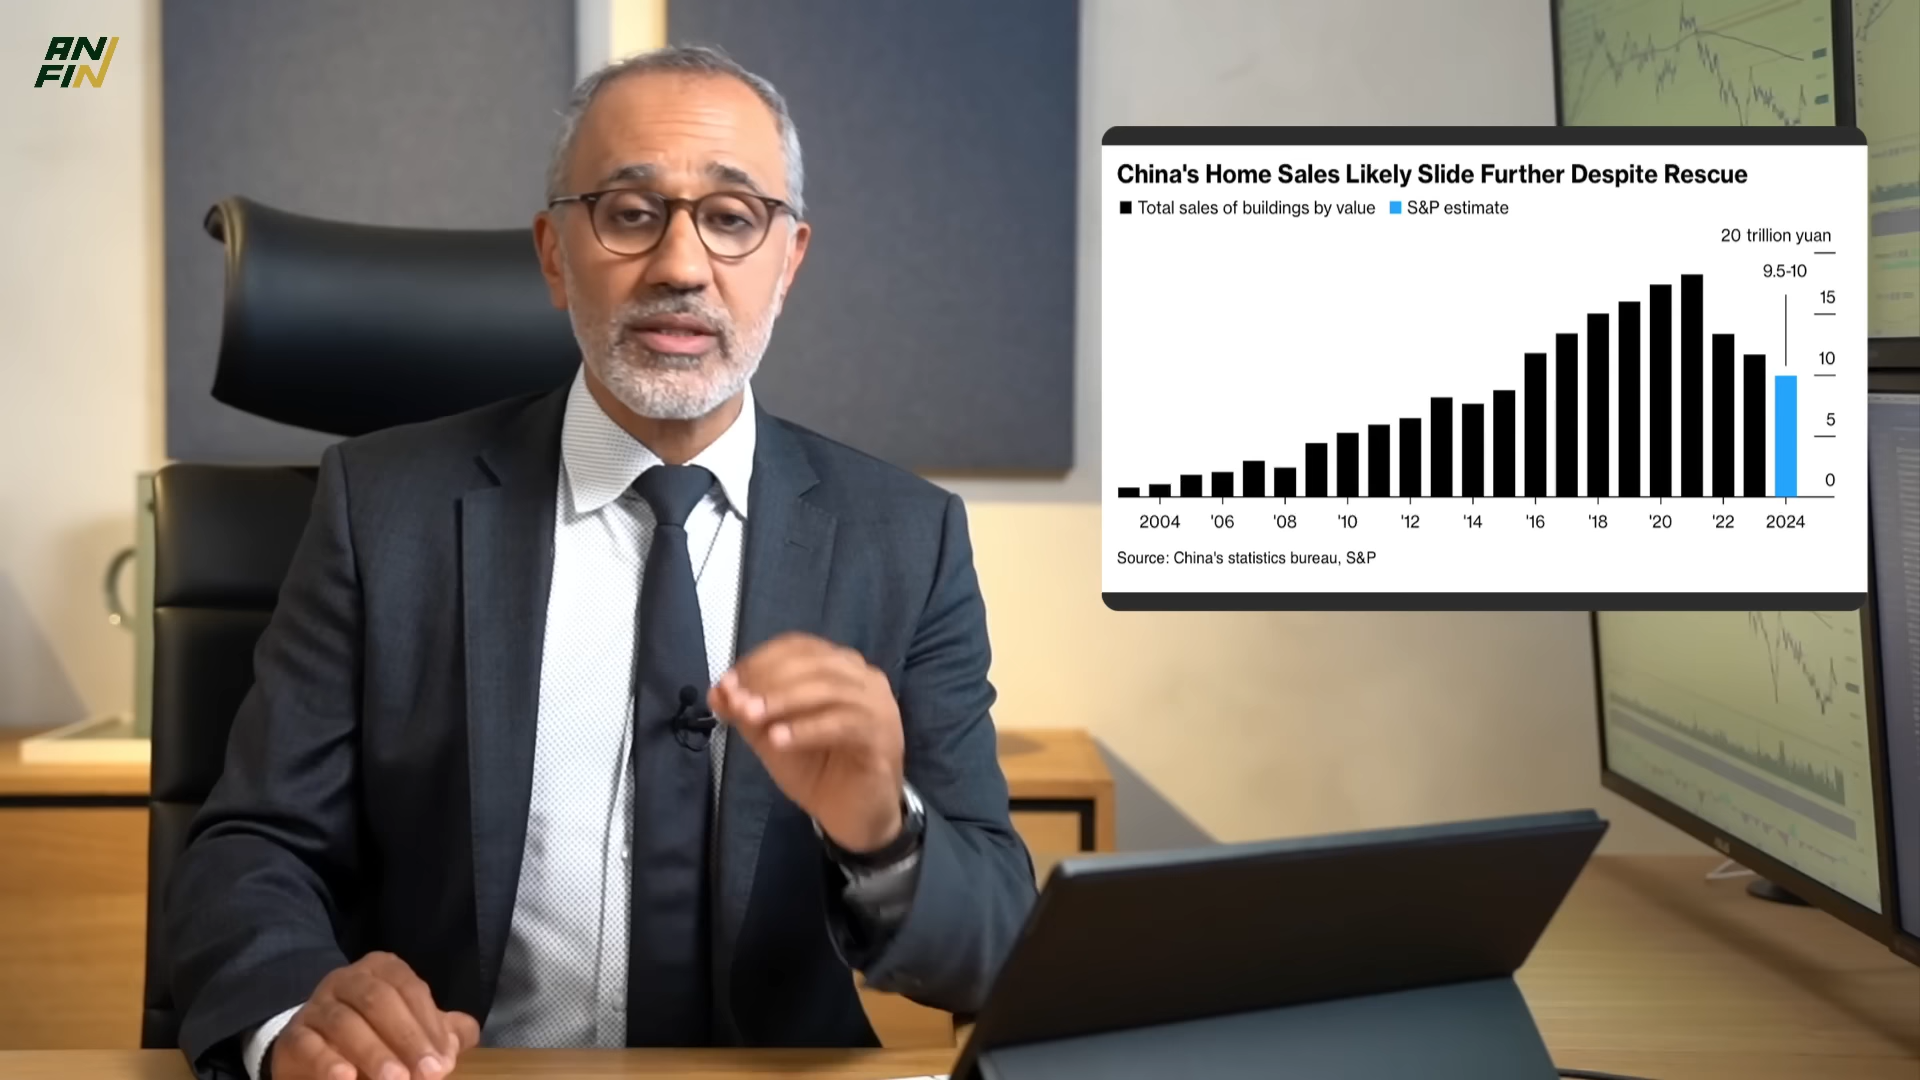 ANFIN
China's Home Sales Likely Slide Further Despite Rescue
Total sales of buildings by value S&P estimate
20 trillion yuan
9.5-10
15
10
5
0
2004 '06 '08 '10 '12 '14 '16 '18 '20 '22 2024
Source: China's statistics bureau, S&P